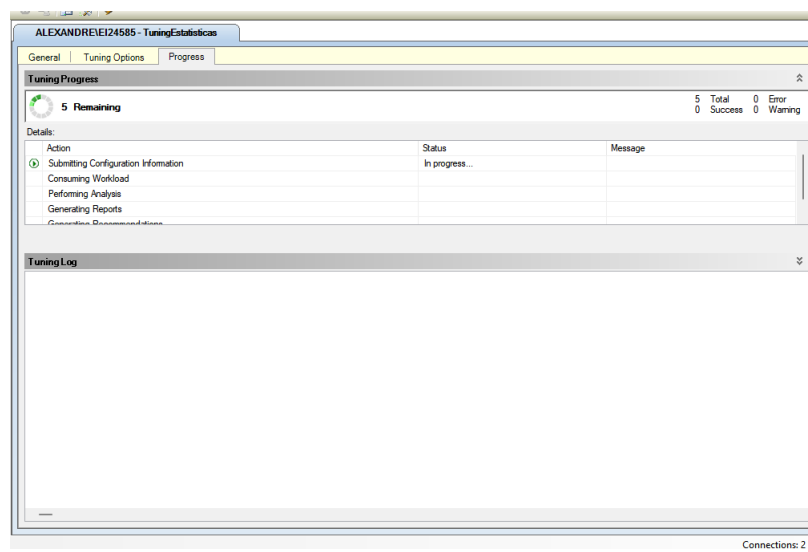 ALEXANDRE\EI24585 - TuningEstatisticas
General Tuning Options Progress
Tuning Progress
5 Remaining
5 Total 0 Error
0 Success 0 Warning
Details:
Action Status Message
Submitting Configuration Information In progress...
Consuming Workload
Performing Analysis
Generating Reports
Generating Recommendations
Tuning Log
Connections: 2